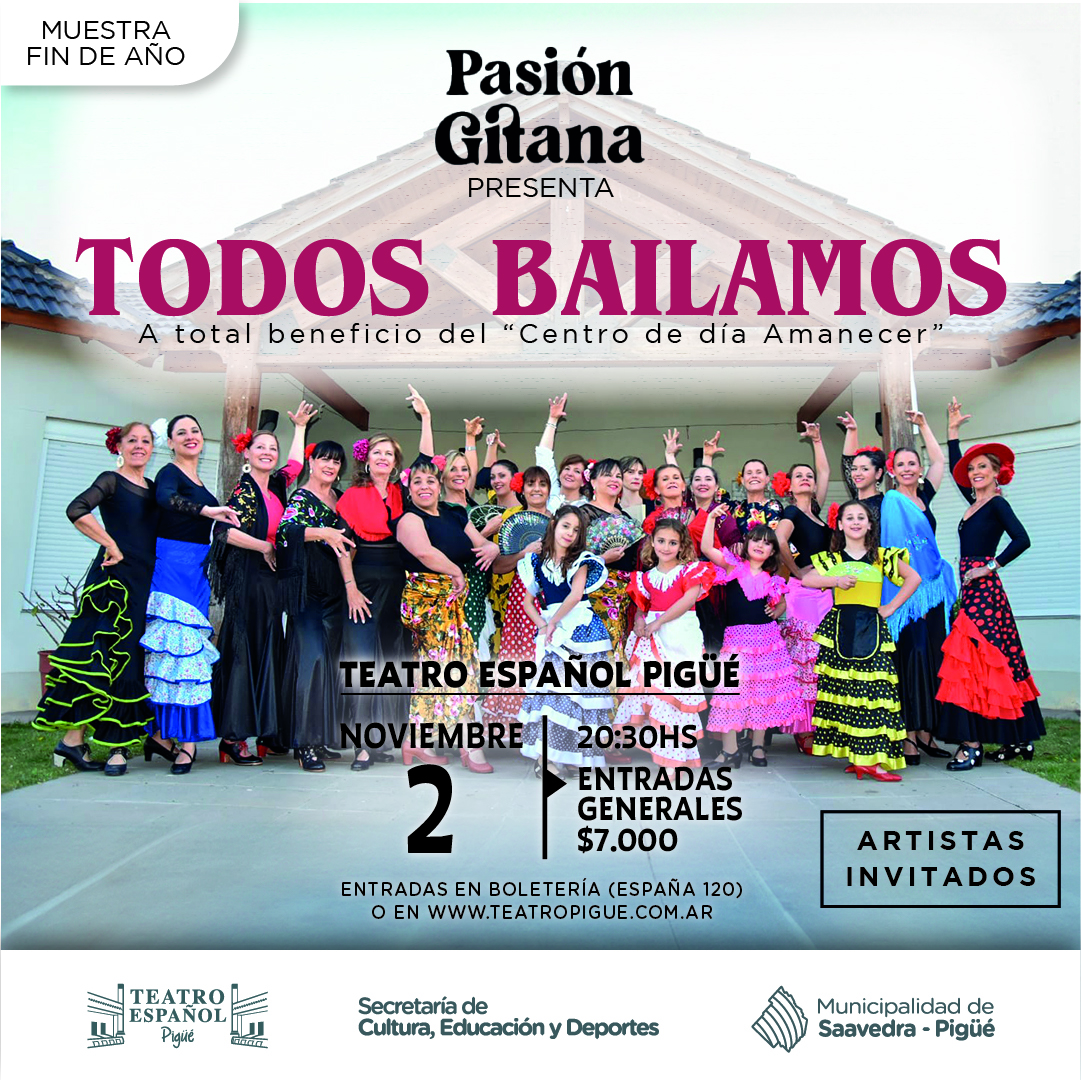 MUESTRA
FIN DE AÑO
Pasión
Gitana
PRESENTA
TODOS BAILAMOS
A total beneficio del “Centro de día Amanecer”
TEATRO ESPAÑOL PIGÜÉ
NOVIEMBRE
2
20:30HS
ENTRADAS
GENERALES
$7.000
ENTRADAS EN BOLETERÍA (ESPAÑA 120)
O EN WWW.TEATROPIGUE.COM.AR
ARTISTAS
INVITADOS
TEATRO
ESPAÑOL
Pigüé
Secretaría de
Cultura, Educación y Deportes
Municipalidad de
Saavedra - Pigüé